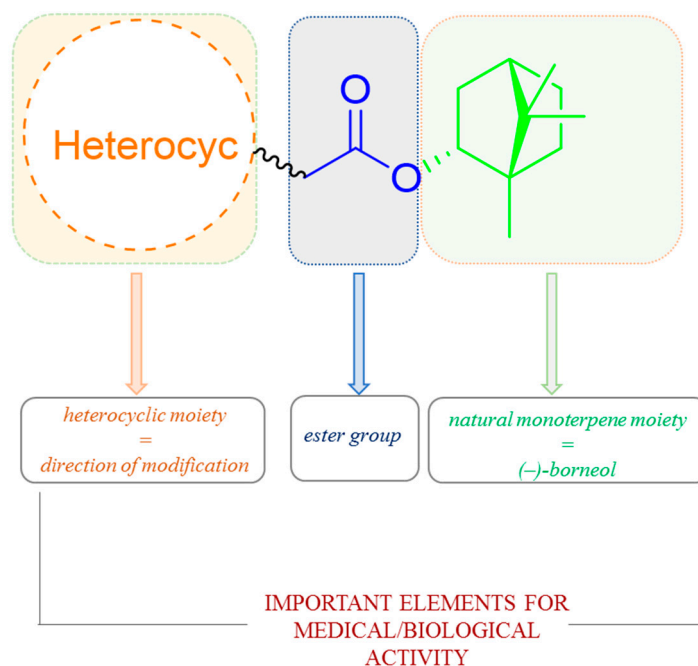 Heterocyc
O
O
heterocyclic moiety
=
direction of modification
ester group
natural monoterpene moiety
=
(–)-borneol
IMPORTANT ELEMENTS FOR
MEDICAL/BIOLOGICAL
ACTIVITY